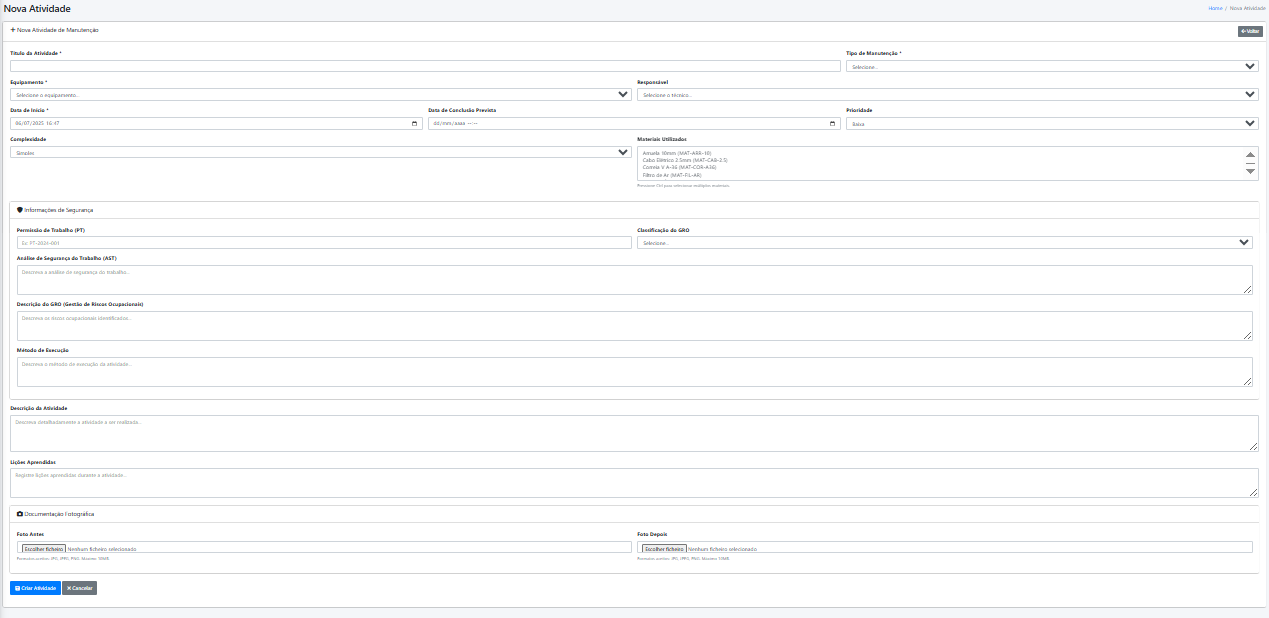 Nova Atividade
Home / Nova Atividade
+ Nova Atividade de Manutenção
Voltar
Título da Atividade *
Tipo de Manutenção *
Selecione...
Equipamento *
Responsável
Selecione o equipamento...
Selecione o técnico...
Data de Início *
Data de Conclusão Prevista
Prioridade
06/07/2025 16:47
dd/mm/aaaa --:--
Baixa
Complexidade
Materiais Utilizados
Simples
Arruela 10mm (MAT-ARR-10)
Cabo Elétrico 2.5mm (MAT-CAB-2.5)
Correia V A-36 (MAT-COR-A36)
Filtro de Ar (MAT-FIL-AR)
Pressione Ctrl para selecionar múltiplos materiais
Informações de Segurança
Permissão de Trabalho (PT)
Classificação do GRO
Ex: PT-2024-001
Selecione...
Análise de Segurança do Trabalho (AST)
Descreva a análise de segurança do trabalho...
Descrição do GRO (Gestão de Riscos Ocupacionais)
Descreva os riscos ocupacionais identificados...
Método de Execução
Descreva o método de execução da atividade...
Descrição da Atividade
Descreva detalhadamente a atividade a ser realizada...
Lições Aprendidas
Registre lições aprendidas durante a atividade...
Documentação Fotográfica
Foto Antes
Foto Depois
Escolher ficheiro Nenhum ficheiro selecionado
Escolher ficheiro Nenhum ficheiro selecionado
Formatos aceites: JPG, JPEG, PNG. Máximo: 16MB
Formatos aceites: JPG, JPEG, PNG. Máximo: 16MB
Criar Atividade
× Cancelar